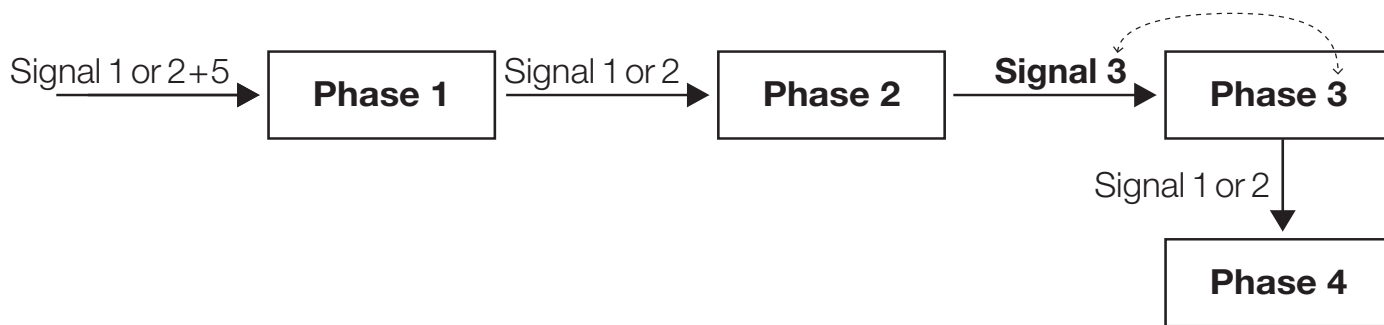 Signal 1 or 2+5
Phase 1
Signal 1 or 2
Phase 2
Signal 3
Phase 3
Signal 1 or 2
Phase 4